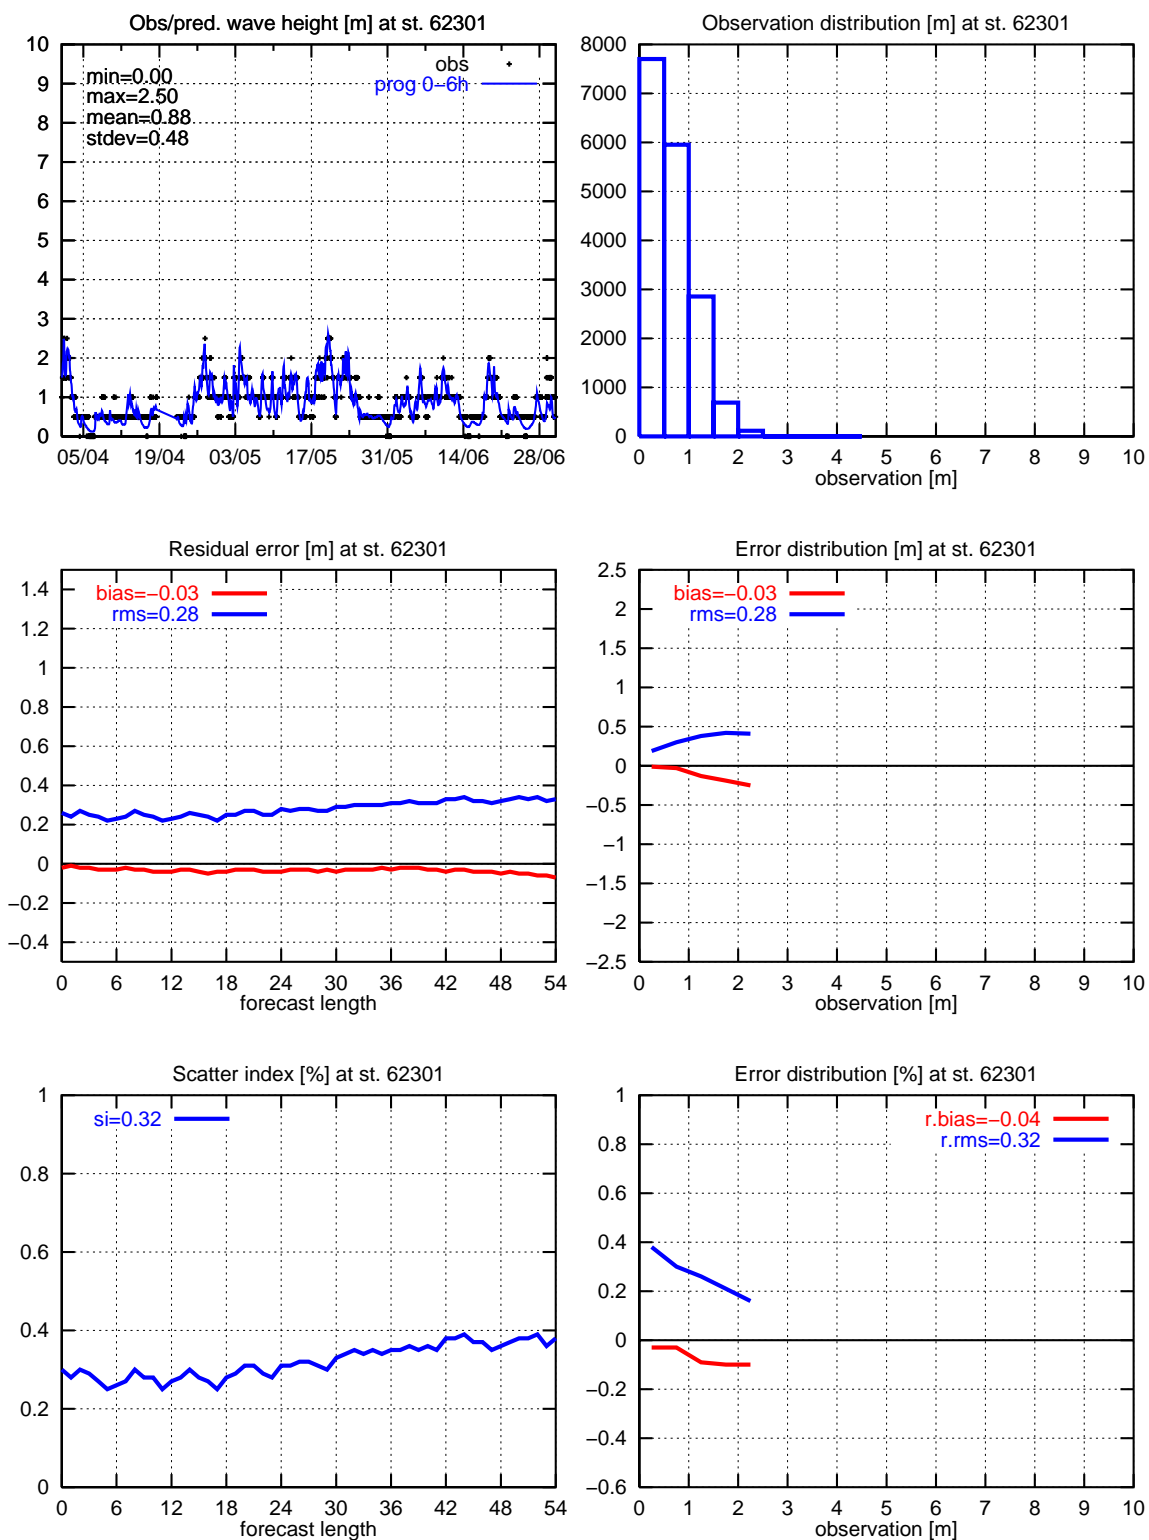 Obs/pred. wave height [m] at st. 62301
10
9
8
7
6
5
4
3
2
1
0
min=0.00
max=2.50
mean=0.88
stdev=0.48
obs
prog 0−6h
05/04 19/04 03/05 17/05 31/05 14/06 28/06
Observation distribution [m] at st. 62301
8000
7000
6000
5000
4000
3000
2000
1000
0
0 1 2 3 4 5 6 7 8 9 10
observation [m]
Residual error [m] at st. 62301
bias=−0.03
rms=0.28
1.4
1.2
1
0.8
0.6
0.4
0.2
0
−0.2
−0.4
0 6 12 18 24 30 36 42 48 54
forecast length
Error distribution [m] at st. 62301
bias=−0.03
rms=0.28
2.5
2
1.5
1
0.5
0
−0.5
−1
−1.5
−2
−2.5
0 1 2 3 4 5 6 7 8 9 10
observation [m]
Scatter index [%] at st. 62301
si=0.32
1
0.8
0.6
0.4
0.2
0
0 6 12 18 24 30 36 42 48 54
forecast length
Error distribution [%] at st. 62301
r.bias=−0.04
r.rms=0.32
1
0.8
0.6
0.4
0.2
0
−0.2
−0.4
−0.6
0 1 2 3 4 5 6 7 8 9 10
observation [m]